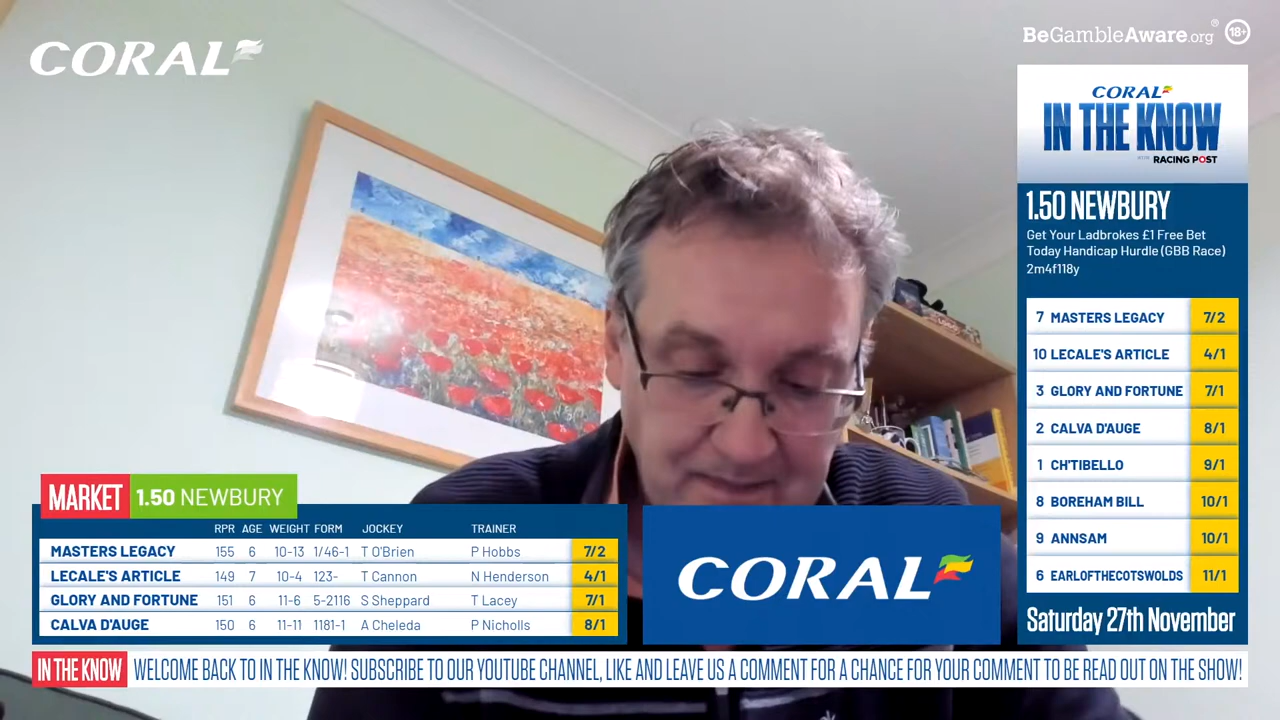 CORAL
BeGambleAware.org® 18+
CORAL
IN THE KNOW
WITH RACING POST
1.50 NEWBURY
Get Your Ladbrokes £1 Free Bet
Today Handicap Hurdle (GBB Race)
2m4f118y
7 MASTERS LEGACY 7/2
10 LECALE'S ARTICLE 4/1
3 GLORY AND FORTUNE 7/1
2 CALVA D'AUGE 8/1
1 CH'TIBELLO 9/1
8 BOREHAM BILL 10/1
9 ANNSAM 10/1
6 EARLOFTHECOTSWOLDS 11/1
Saturday 27th November
MARKET 1.50 NEWBURY
RPR AGE WEIGHT FORM JOCKEY TRAINER
MASTERS LEGACY 155 6 10-13 1/46-1 T O'Brien P Hobbs 7/2
LECALE'S ARTICLE 149 7 10-4 123- T Cannon N Henderson 4/1
GLORY AND FORTUNE 151 6 11-6 5-2116 S Sheppard T Lacey 7/1
CALVA D'AUGE 150 6 11-11 1181-1 A Cheleda P Nicholls 8/1
CORAL
IN THE KNOW WELCOME BACK TO IN THE KNOW! SUBSCRIBE TO OUR YOUTUBE CHANNEL, LIKE AND LEAVE US A COMMENT FOR A CHANCE FOR YOUR COMMENT TO BE READ OUT ON THE SHOW!